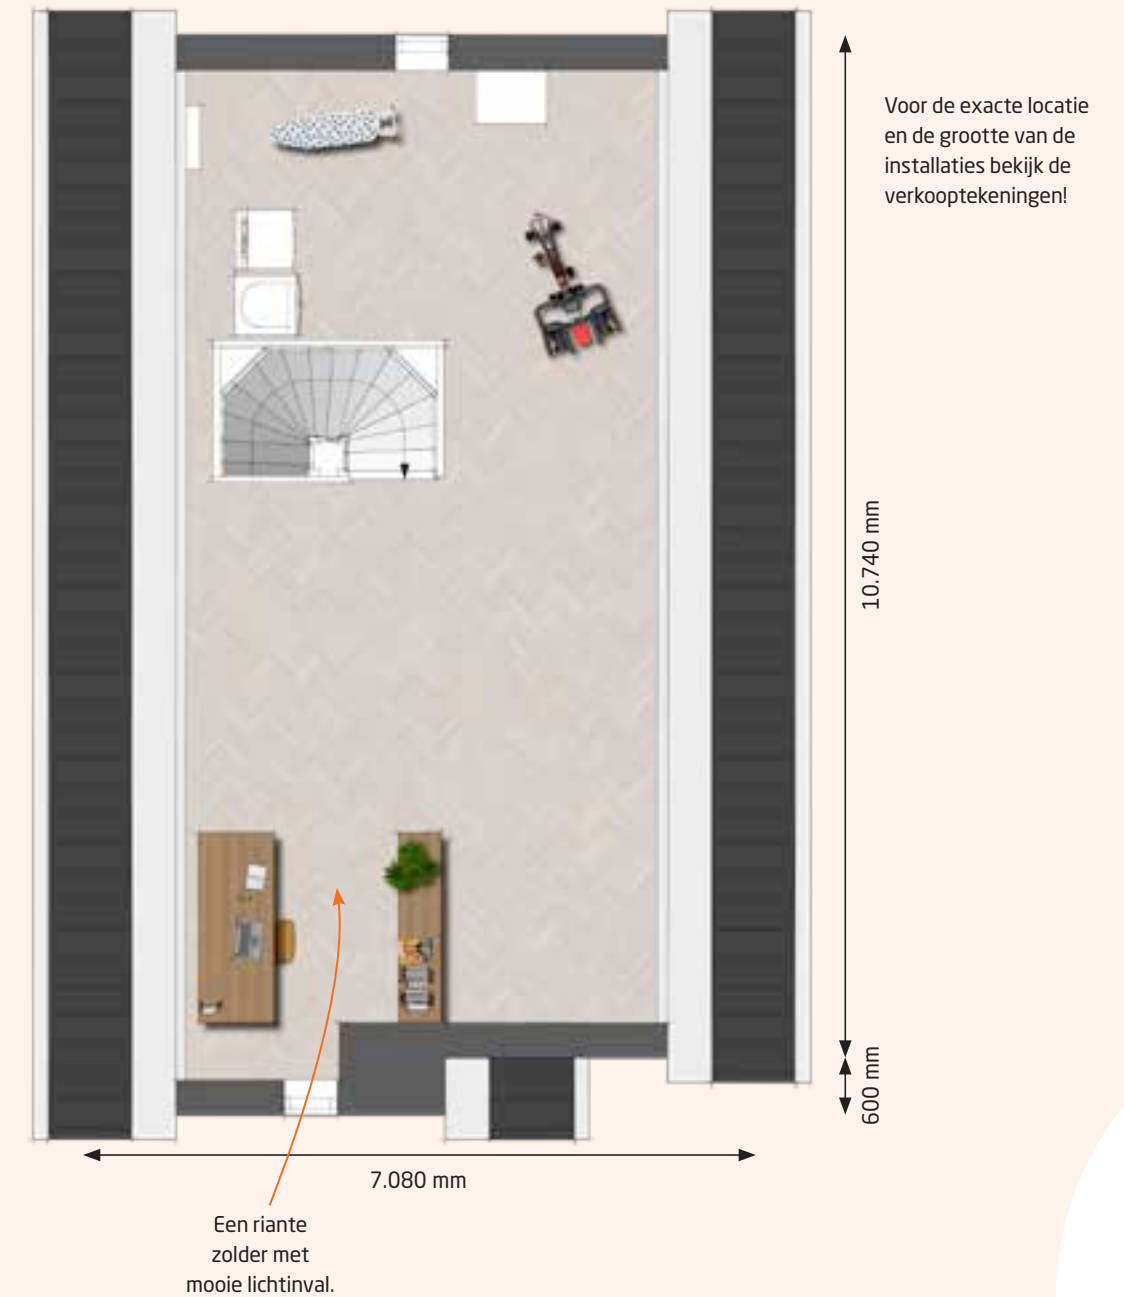 Voor de exacte locatie
en de grootte van de
installaties bekijk de
verkooptekeningen!
10.740 mm
600 mm
7.080 mm
Een riante
zolder met
mooie lichtinval.